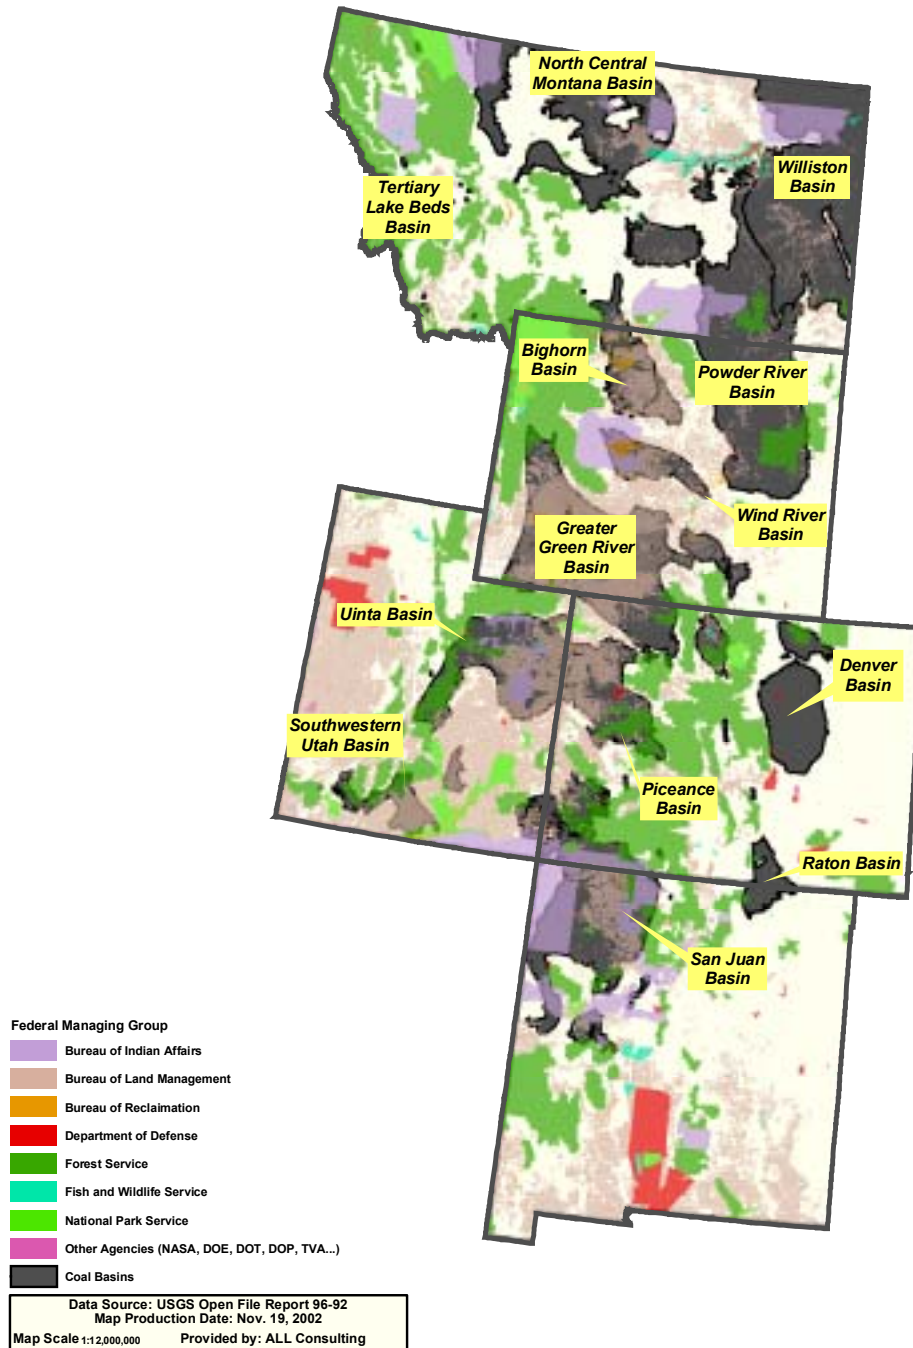 North Central
Montana Basin
Williston
Basin
Tertiary
Lake Beds
Basin
Bighorn
Basin
Powder River
Basin
Wind River
Basin
Greater
Green River
Basin
Uinta Basin
Denver
Basin
Southwestern
Utah Basin
Piceance
Basin
Raton Basin
San Juan
Basin
Federal Managing Group
Bureau of Indian Affairs
Bureau of Land Management
Bureau of Reclaimation
Department of Defense
Forest Service
Fish and Wildlife Service
National Park Service
Other Agencies (NASA, DOE, DOT, DOP, TVA...)
Coal Basins
Data Source: USGS Open File Report 96-92
Map Production Date: Nov. 19, 2002
Map Scale 1:12,000,000 Provided by: ALL Consulting